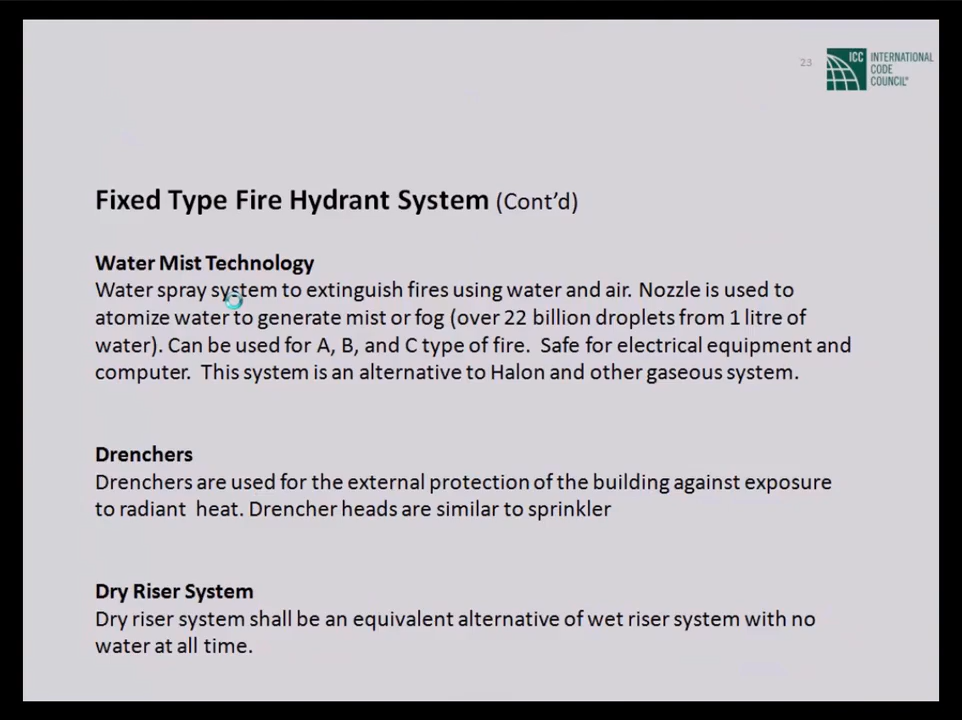 23
ICC INTERNATIONAL
CODE
COUNCIL®
Fixed Type Fire Hydrant System (Cont’d)
Water Mist Technology
Water spray system to extinguish fires using water and air. Nozzle is used to
atomize water to generate mist or fog (over 22 billion droplets from 1 litre of
water). Can be used for A, B, and C type of fire. Safe for electrical equipment and
computer. This system is an alternative to Halon and other gaseous system.
Drenchers
Drenchers are used for the external protection of the building against exposure
to radiant heat. Drencher heads are similar to sprinkler
Dry Riser System
Dry riser system shall be an equivalent alternative of wet riser system with no
water at all time.